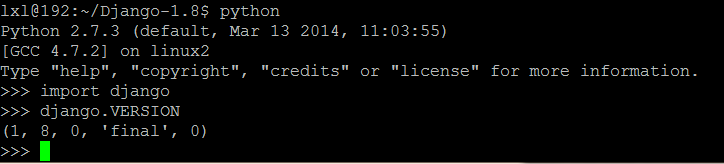 lxl@192:~/Django-1.8$ python
Python 2.7.3 (default, Mar 13 2014, 11:03:55)
[GCC 4.7.2] on linux2
Type "help", "copyright", "credits" or "license" for more information.
>>> import django
>>> django.VERSION
(1, 8, 0, 'final', 0)
>>>